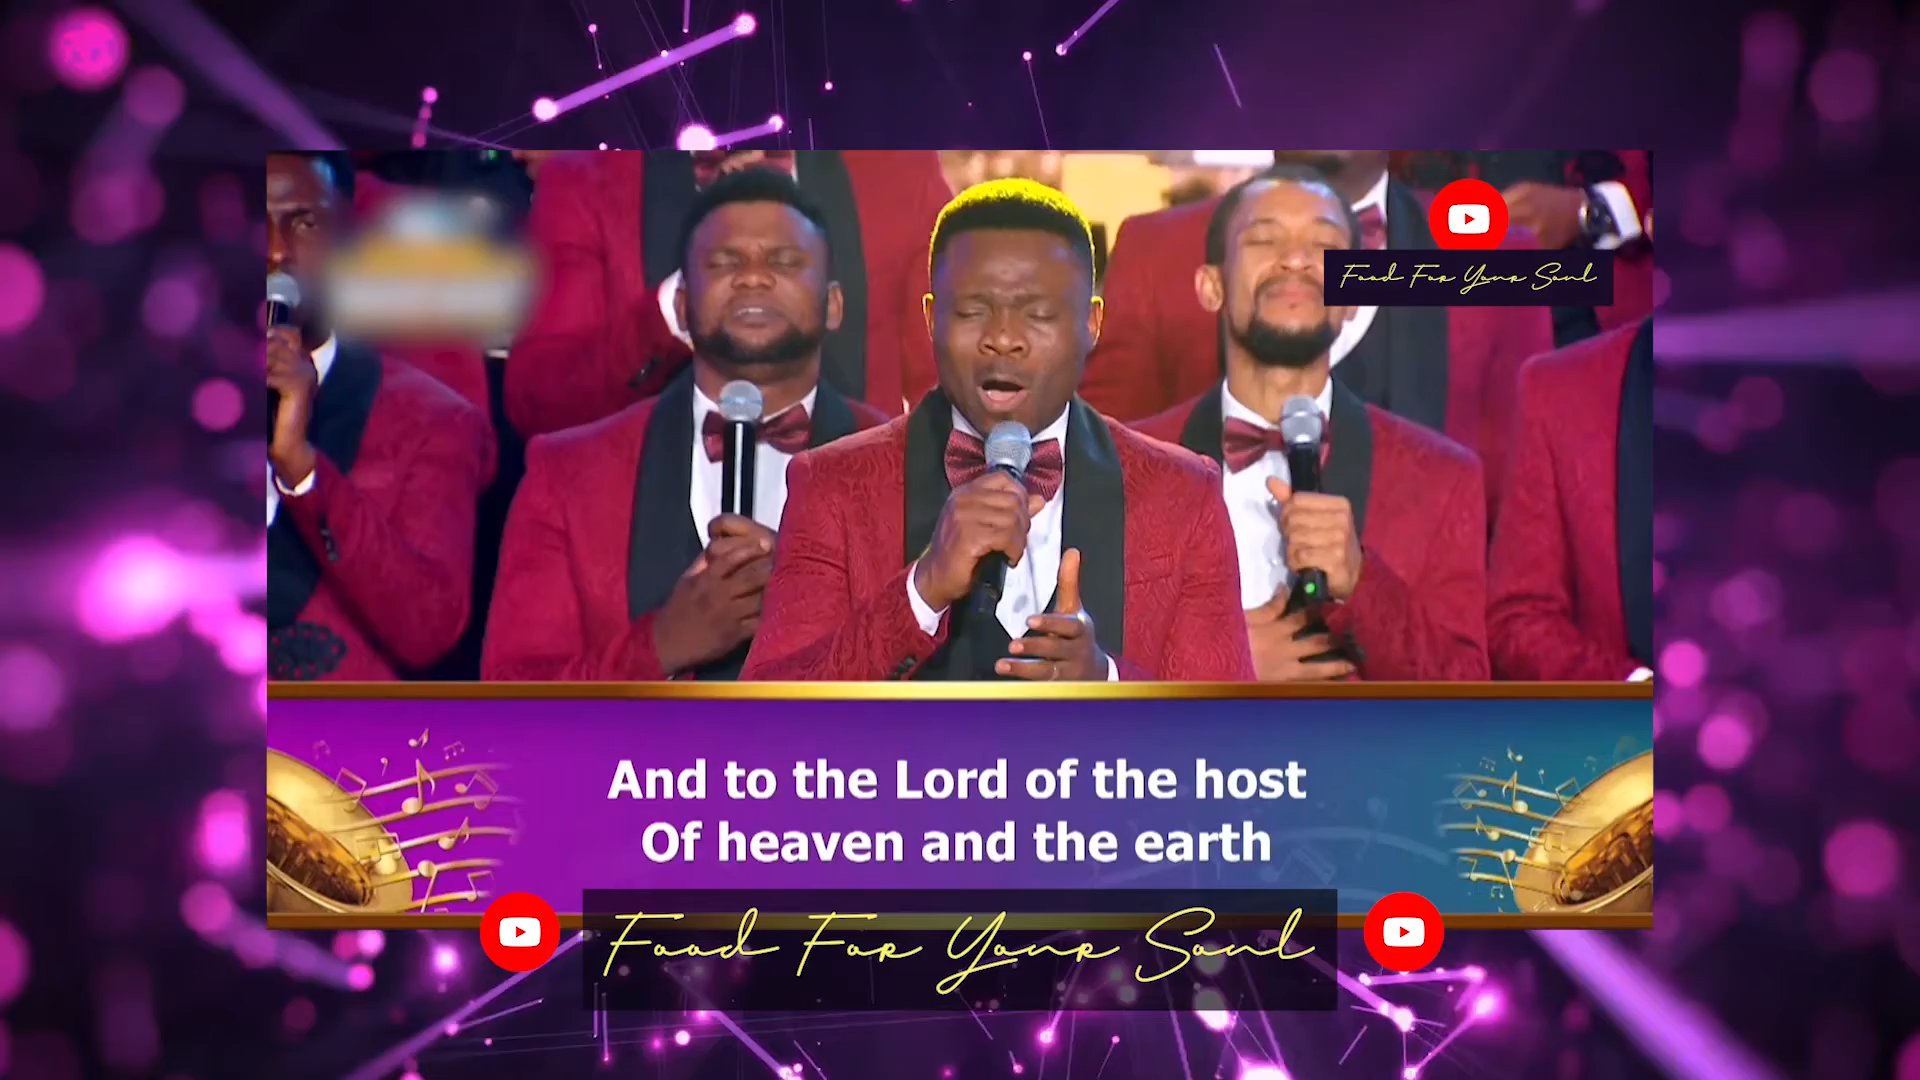 Food For Your Soul
And to the Lord of the host
Of heaven and the earth
Food For Your Soul